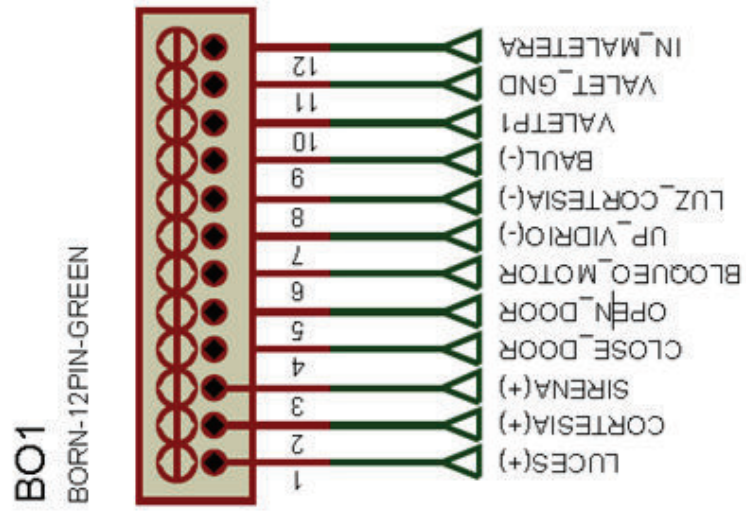 IN_MALETERA
12
VALET_GND
11
VALETP1
10
BAUL(-)
9
LUZ_CORTESIA(-)
8
UP_VIDRIO(-)
7
BLOQUEO_MOTOR
6
OPEN_DOOR
5
CLOSE_DOOR
4
SIRENA(+)
3
CORTESIA(+)
2
LUCES(+)
1
BO1
BORN-12PIN-GREEN